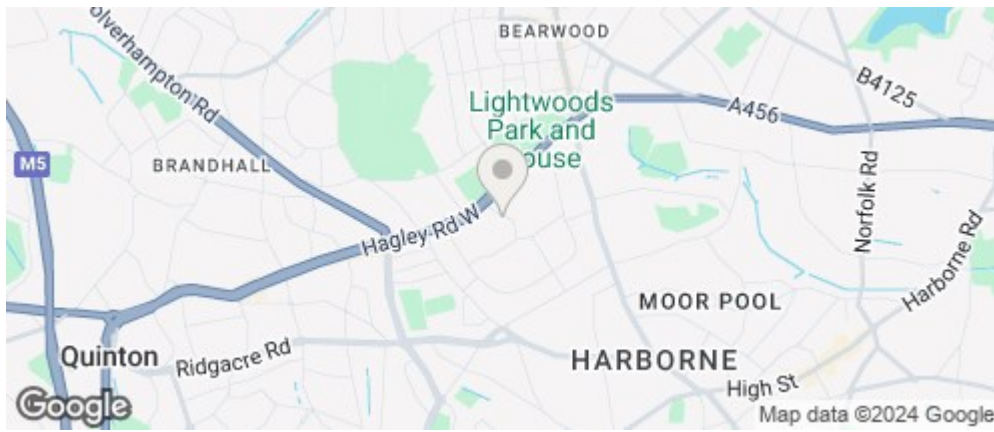 BEARWOOD
olverhampton Rd
B4125
Lightwoods
Park and
ouse
A456
M5
BRANDHALL
Norfolk Rd
Hagley Rd W
Harborne Rd
MOOR POOL
Quinton
Ridgacre Rd
HARBORNE
High St
Google
Map data ©2024 Google